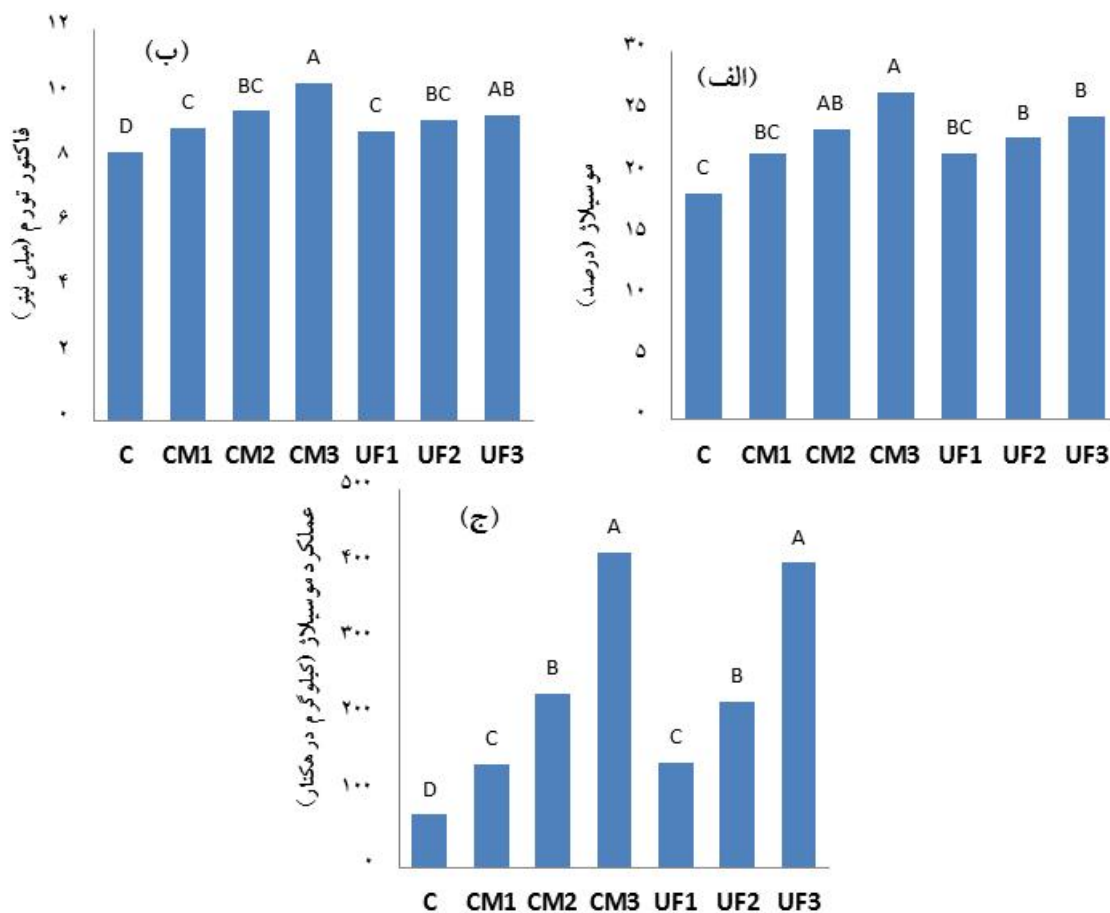 (ب)
فاکتور تورم (میلی لیتر)
۱۲
۱۰
۸
۶
۴
۲
۰
D
C
BC
A
C
BC
AB
C CM1 CM2 CM3 UF1 UF2 UF3
(الف)
موسیلاژ (درصد)
۳۰
۲۵
۲۰
۱۵
۱۰
۵
۰
C
BC
AB
A
BC
B
B
C CM1 CM2 CM3 UF1 UF2 UF3
(ج)
عملکرد موسیلاژ (کیلوگرم در هکتار)
۵۰۰
۴۰۰
۳۰۰
۲۰۰
۱۰۰
۰
D
C
B
A
C
B
A
C CM1 CM2 CM3 UF1 UF2 UF3